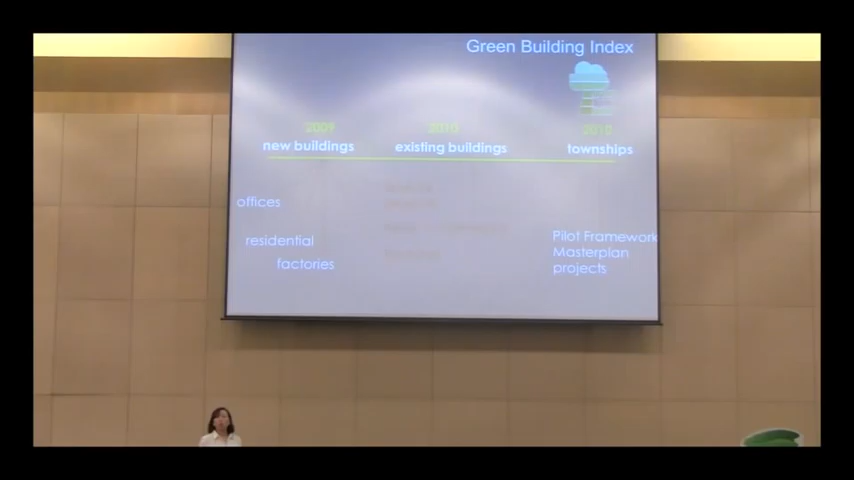 Green Building Index
2009 2010 2010
new buildings existing buildings townships
offices
residential
factories
Pilot Framework
Masterplan
projects